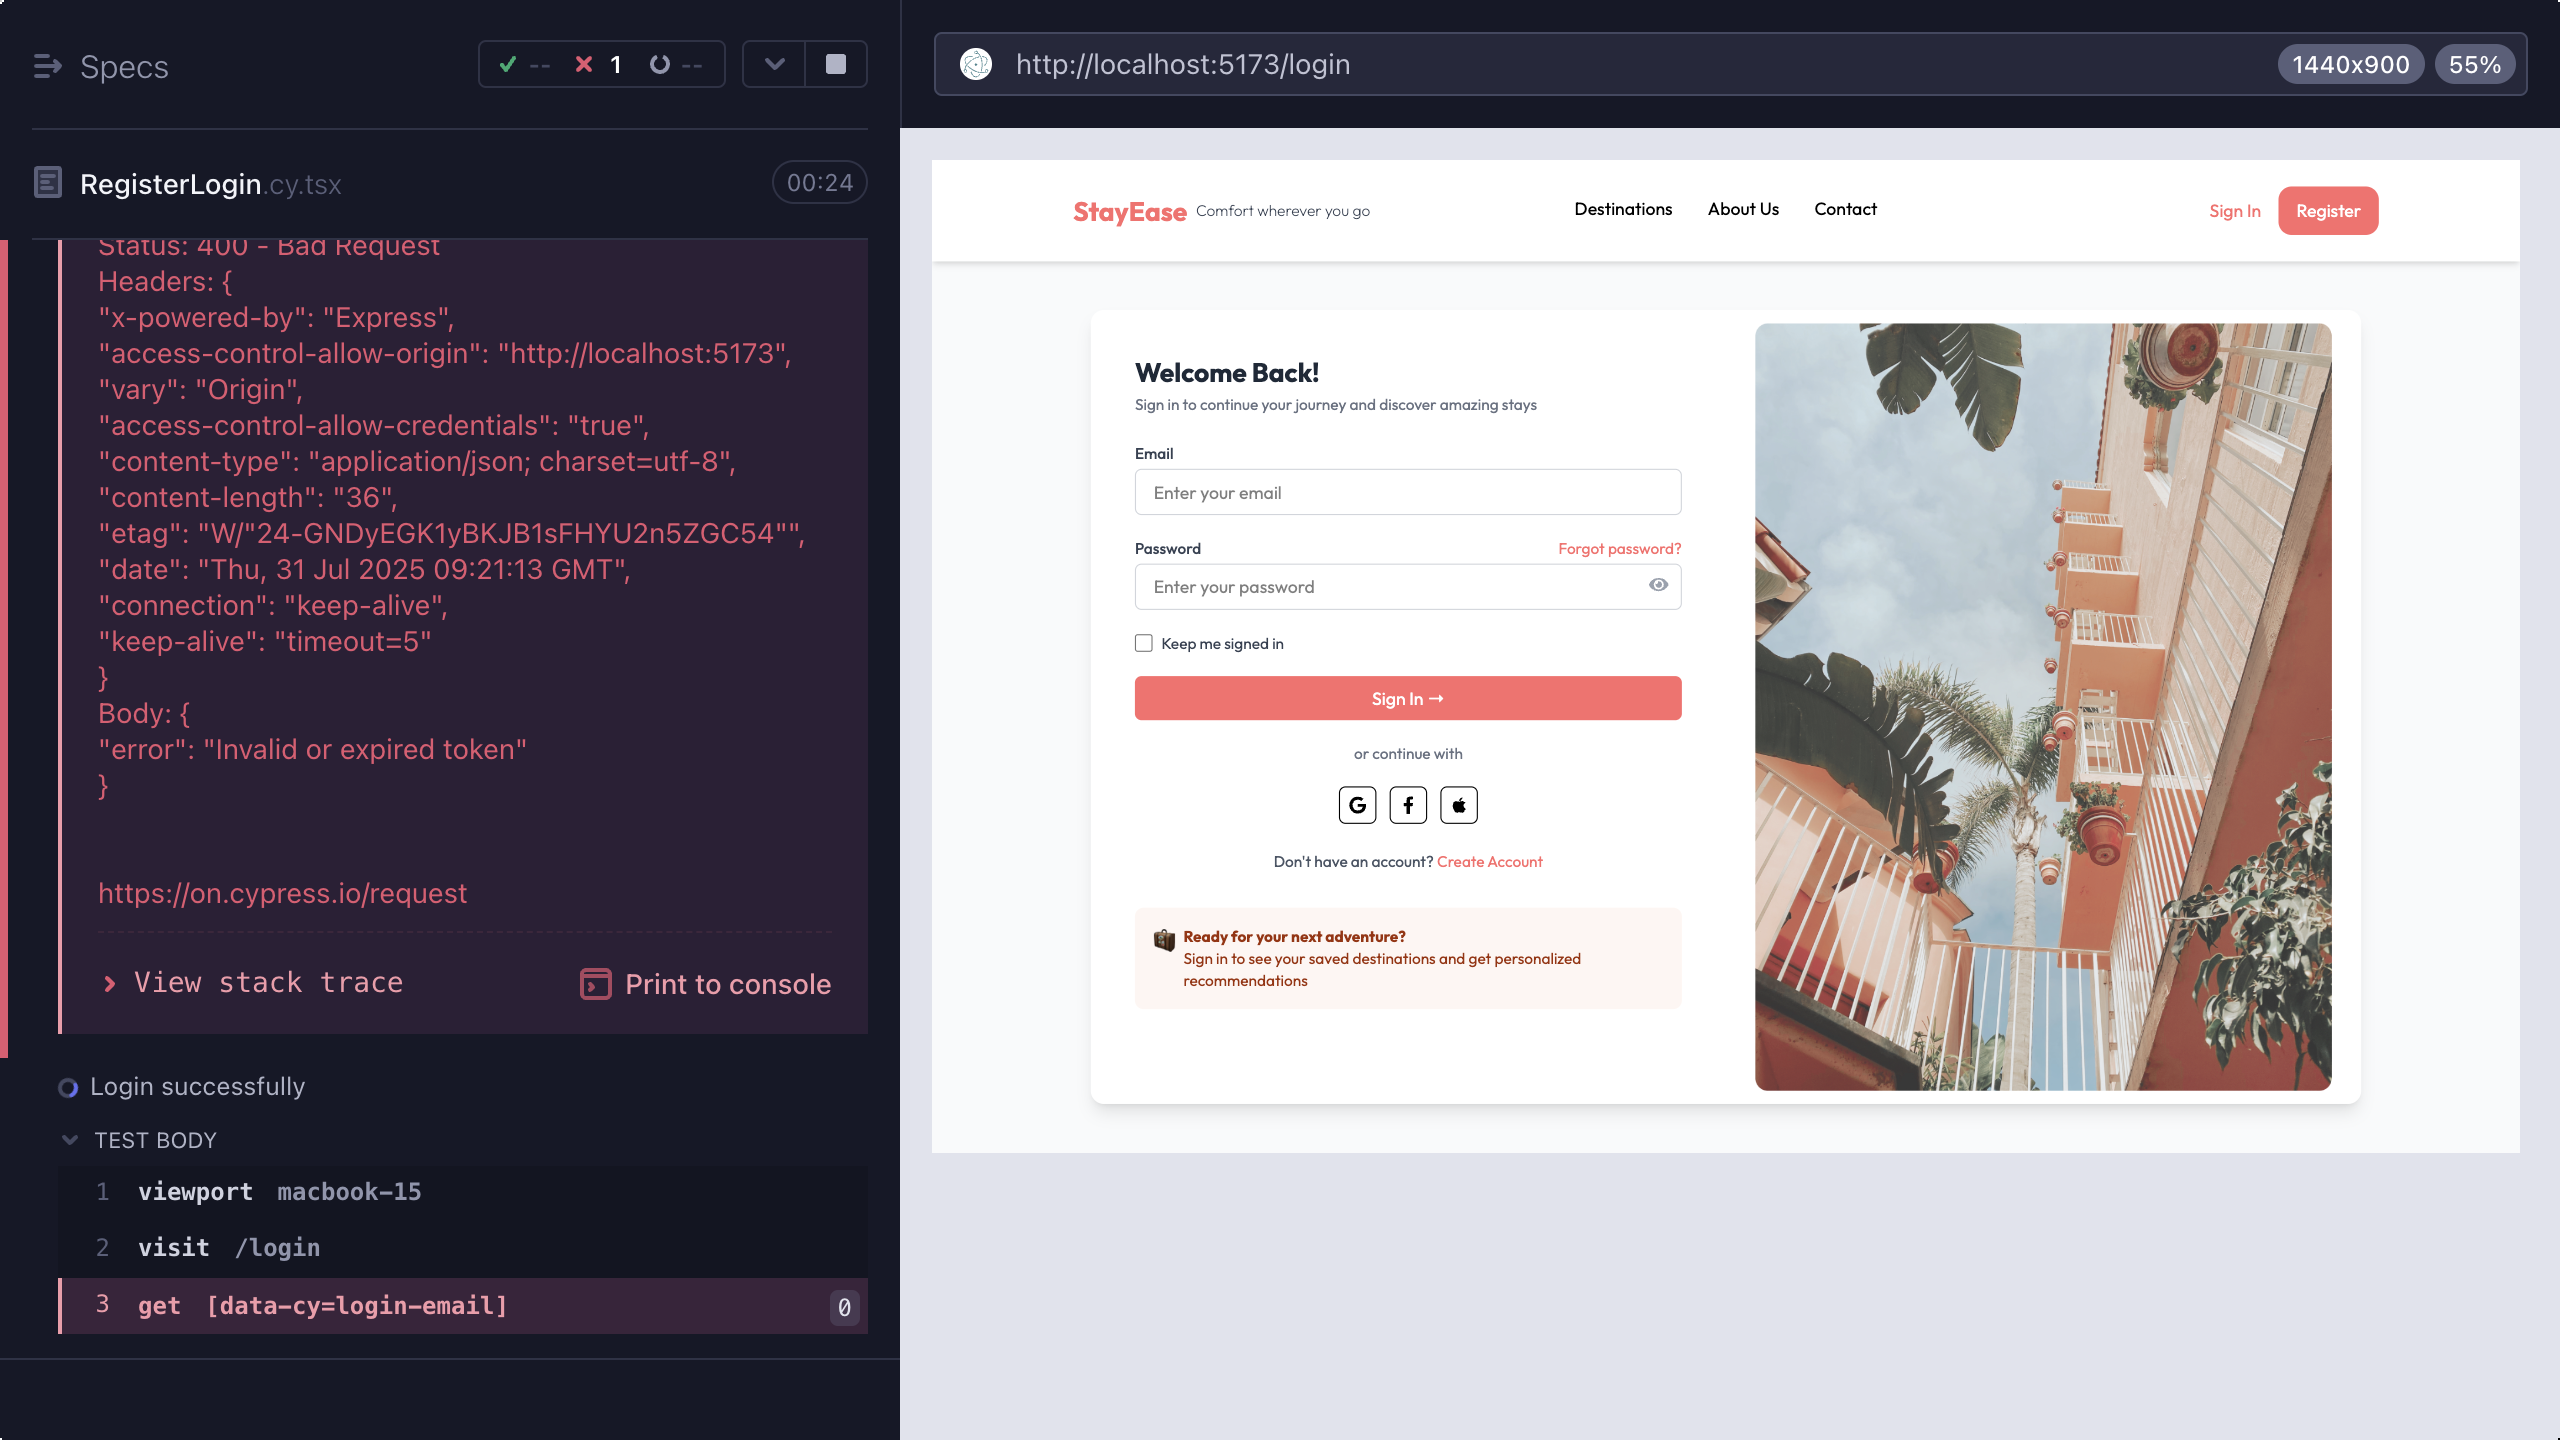 Specs
-- 1 --
RegisterLogin.cy.tsx 00:24
Status: 400 - Bad Request
Headers: {
"x-powered-by": "Express",
"access-control-allow-origin": "http://localhost:5173",
"vary": "Origin",
"access-control-allow-credentials": "true",
"content-type": "application/json; charset=utf-8",
"content-length": "36",
"etag": "W/"24-GNDyEGK1yBKJB1sFHYU2n5ZGC54"",
"date": "Thu, 31 Jul 2025 09:21:13 GMT",
"connection": "keep-alive",
"keep-alive": "timeout=5"
}
Body: {
"error": "Invalid or expired token"
}
https://on.cypress.io/request
View stack trace Print to console
Login successfully
TEST BODY
1 viewport macbook-15
2 visit /login
3 get [data-cy=login-email] 0
http://localhost:5173/login 1440x900 55%
StayEase Comfort wherever you go Destinations About Us Contact Sign In Register
Welcome Back!
Sign in to continue your journey and discover amazing stays
Email
Enter your email
Password Forgot password?
Enter your password
Keep me signed in
Sign In →
or continue with
Don't have an account? Create Account
Ready for your next adventure?
Sign in to see your saved destinations and get personalized
recommendations